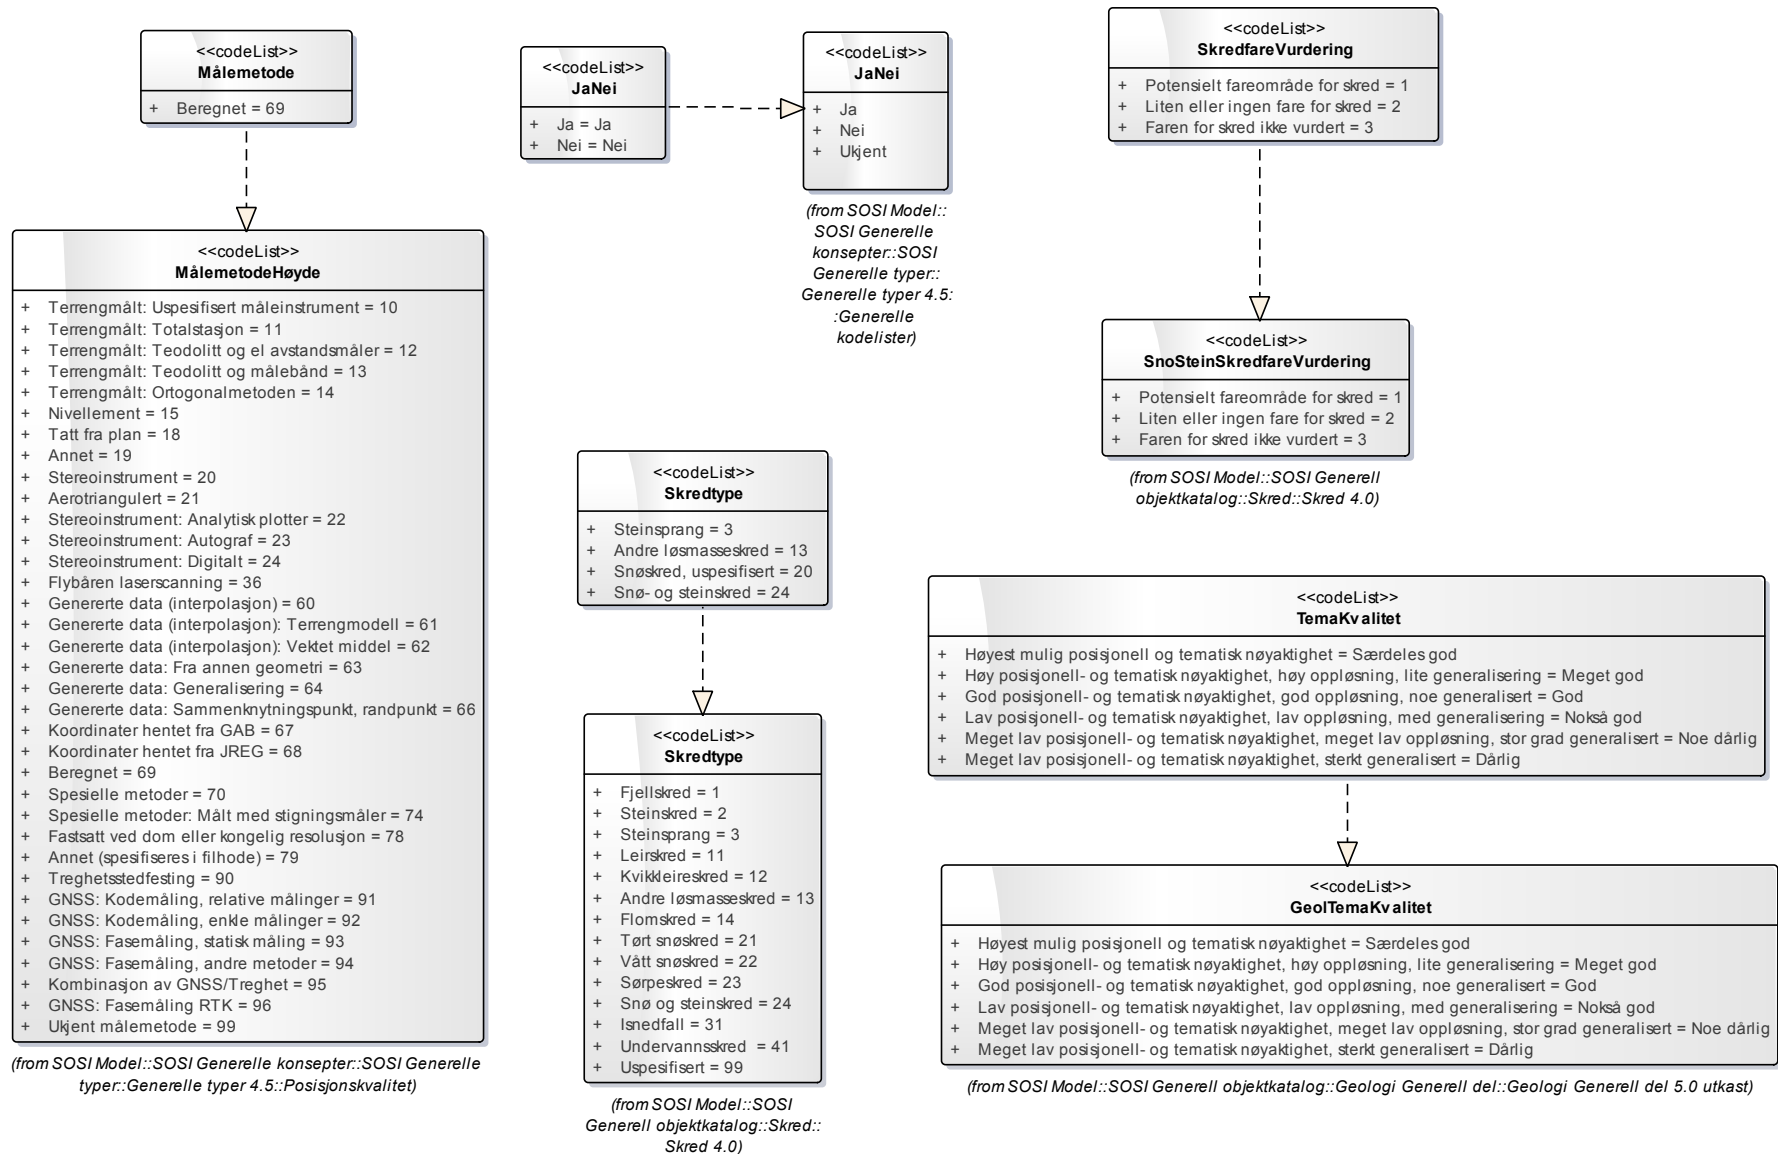 <<codeList>>
Målemetode
+ Beregnet = 69
<<codeList>>
MålemetodeHøyde
+ Terrengmålt: Uspesifisert måleinstrument = 10
+ Terrengmålt: Totalstasjon = 11
+ Terrengmålt: Teodolitt og el avstandsmåler = 12
+ Terrengmålt: Teodolitt og målebånd = 13
+ Terrengmålt: Ortogonalmetoden = 14
+ Nivellement = 15
+ Tatt fra plan = 18
+ Annet = 19
+ Stereoinstrument = 20
+ Aerotriangulert = 21
+ Stereoinstrument: Analytisk plotter = 22
+ Stereoinstrument: Autograf = 23
+ Stereoinstrument: Digitalt = 24
+ Flybåren laserscanning = 36
+ Genererte data (interpolasjon) = 60
+ Genererte data (interpolasjon): Terrengmodell = 61
+ Genererte data (interpolasjon): Vektet middel = 62
+ Genererte data: Fra annen geometri = 63
+ Genererte data: Generalisering = 64
+ Genererte data: Sammenknytningspunkt, randpunkt = 66
+ Koordinater hentet fra GAB = 67
+ Koordinater hentet fra JREG = 68
+ Beregnet = 69
+ Spesielle metoder = 70
+ Spesielle metoder: Målt med stigningsmåler = 74
+ Fastsatt ved dom eller kongelig resolusjon = 78
+ Annet (spesifiseres i filhode) = 79
+ Treghetsstedfesting = 90
+ GNSS: Kodemåling, relative målinger = 91
+ GNSS: Kodemåling, enkle målinger = 92
+ GNSS: Fasemåling, statisk måling = 93
+ GNSS: Fasemåling, andre metoder = 94
+ Kombinasjon av GNSS/Treghet = 95
+ GNSS: Fasemåling RTK = 96
+ Ukjent målemetode = 99
(from SOSI Model::SOSI Generelle konsepter::SOSI Generelle
typer::Generelle typer 4.5::Posisjonskvalitet)
<<codeList>>
JaNei
+ Ja = Ja
+ Nei = Nei
<<codeList>>
JaNei
+ Ja
+ Nei
+ Ukjent
(from SOSI Model::
SOSI Generelle
konsepter::SOSI
Generelle typer::
Generelle typer 4.5:
:Generelle
kodelister)
<<codeList>>
Skredtype
+ Steinsprang = 3
+ Andre løsmasseskred = 13
+ Snøskred, uspesifisert = 20
+ Snø- og steinskred = 24
<<codeList>>
Skredtype
+ Fjellskred = 1
+ Steinskred = 2
+ Steinsprang = 3
+ Leirskred = 11
+ Kvikkleireskred = 12
+ Andre løsmasseskred = 13
+ Flomskred = 14
+ Tørt snøskred = 21
+ Vått snøskred = 22
+ Sørpeskred = 23
+ Snø og steinskred = 24
+ Isnedfall = 31
+ Undervannsskred = 41
+ Uspesifisert = 99
(from SOSI Model::SOSI
Generell objektkatalog::Skred::
Skred 4.0)
<<codeList>>
SkredfareVurdering
+ Potensielt fareområde for skred = 1
+ Liten eller ingen fare for skred = 2
+ Faren for skred ikke vurdert = 3
<<codeList>>
SnoSteinSkredfareVurdering
+ Potensielt fareområde for skred = 1
+ Liten eller ingen fare for skred = 2
+ Faren for skred ikke vurdert = 3
(from SOSI Model::SOSI Generell
objektkatalog::Skred::Skred 4.0)
<<codeList>>
TemaKvalitet
+ Høyest mulig posisjonell og tematisk nøyaktighet = Særdeles god
+ Høy posisjonell- og tematisk nøyaktighet, høy oppløsning, lite generalisering = Meget god
+ God posisjonell- og tematisk nøyaktighet, god oppløsning, noe generalisert = God
+ Lav posisjonell- og tematisk nøyaktighet, lav oppløsning, med generalisering = Nokså god
+ Meget lav posisjonell- og tematisk nøyaktighet, meget lav oppløsning, stor grad generalisert = Noe dårlig
+ Meget lav posisjonell- og tematisk nøyaktighet, sterkt generalisert = Dårlig
<<codeList>>
GeolTemaKvalitet
+ Høyest mulig posisjonell og tematisk nøyaktighet = Særdeles god
+ Høy posisjonell- og tematisk nøyaktighet, høy oppløsning, lite generalisering = Meget god
+ God posisjonell- og tematisk nøyaktighet, god oppløsning, noe generalisert = God
+ Lav posisjonell- og tematisk nøyaktighet, lav oppløsning, med generalisering = Nokså god
+ Meget lav posisjonell- og tematisk nøyaktighet, meget lav oppløsning, stor grad generalisert = Noe dårlig
+ Meget lav posisjonell- og tematisk nøyaktighet, sterkt generalisert = Dårlig
(from SOSI Model::SOSI Generell objektkatalog::Geologi Generell del::Geologi Generell del 5.0 utkast)